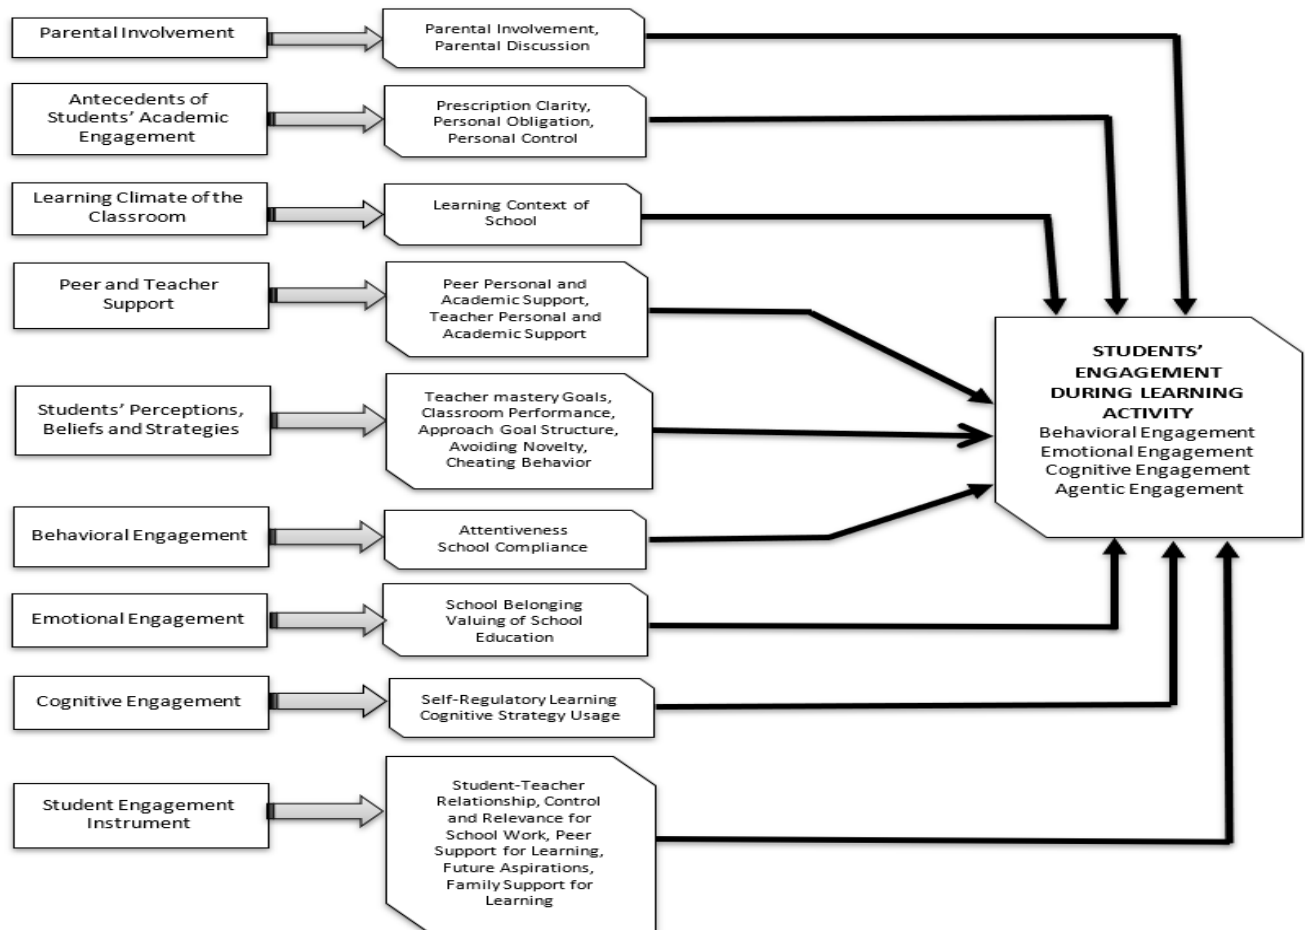 Parental Involvement
Parental Involvement,
Parental Discussion
Antecedents of
Students' Academic
Engagement
Prescription Clarity,
Personal Obligation,
Personal Control
Learning Climate of the
Classroom
Learning Context of
School
Peer and Teacher
Support
Peer Personal and
Academic Support,
Teacher Personal and
Academic Support
Students' Perceptions,
Beliefs and Strategies
Teacher mastery Goals,
Classroom Performance,
Approach Goal Structure,
Avoiding Novelty,
Cheating Behavior
Behavioral Engagement
Attentiveness
School Compliance
Emotional Engagement
School Belonging
Valuing of School
Education
Cognitive Engagement
Self-Regulatory Learning
Cognitive Strategy Usage
Student Engagement
Instrument
Student-Teacher
Relationship, Control
and Relevance for
School Work, Peer
Support for Learning,
Future Aspirations,
Family Support for
Learning
STUDENTS'
ENGAGEMENT
DURING LEARNING
ACTIVITY
Behavioral Engagement
Emotional Engagement
Cognitive Engagement
Agentic Engagement